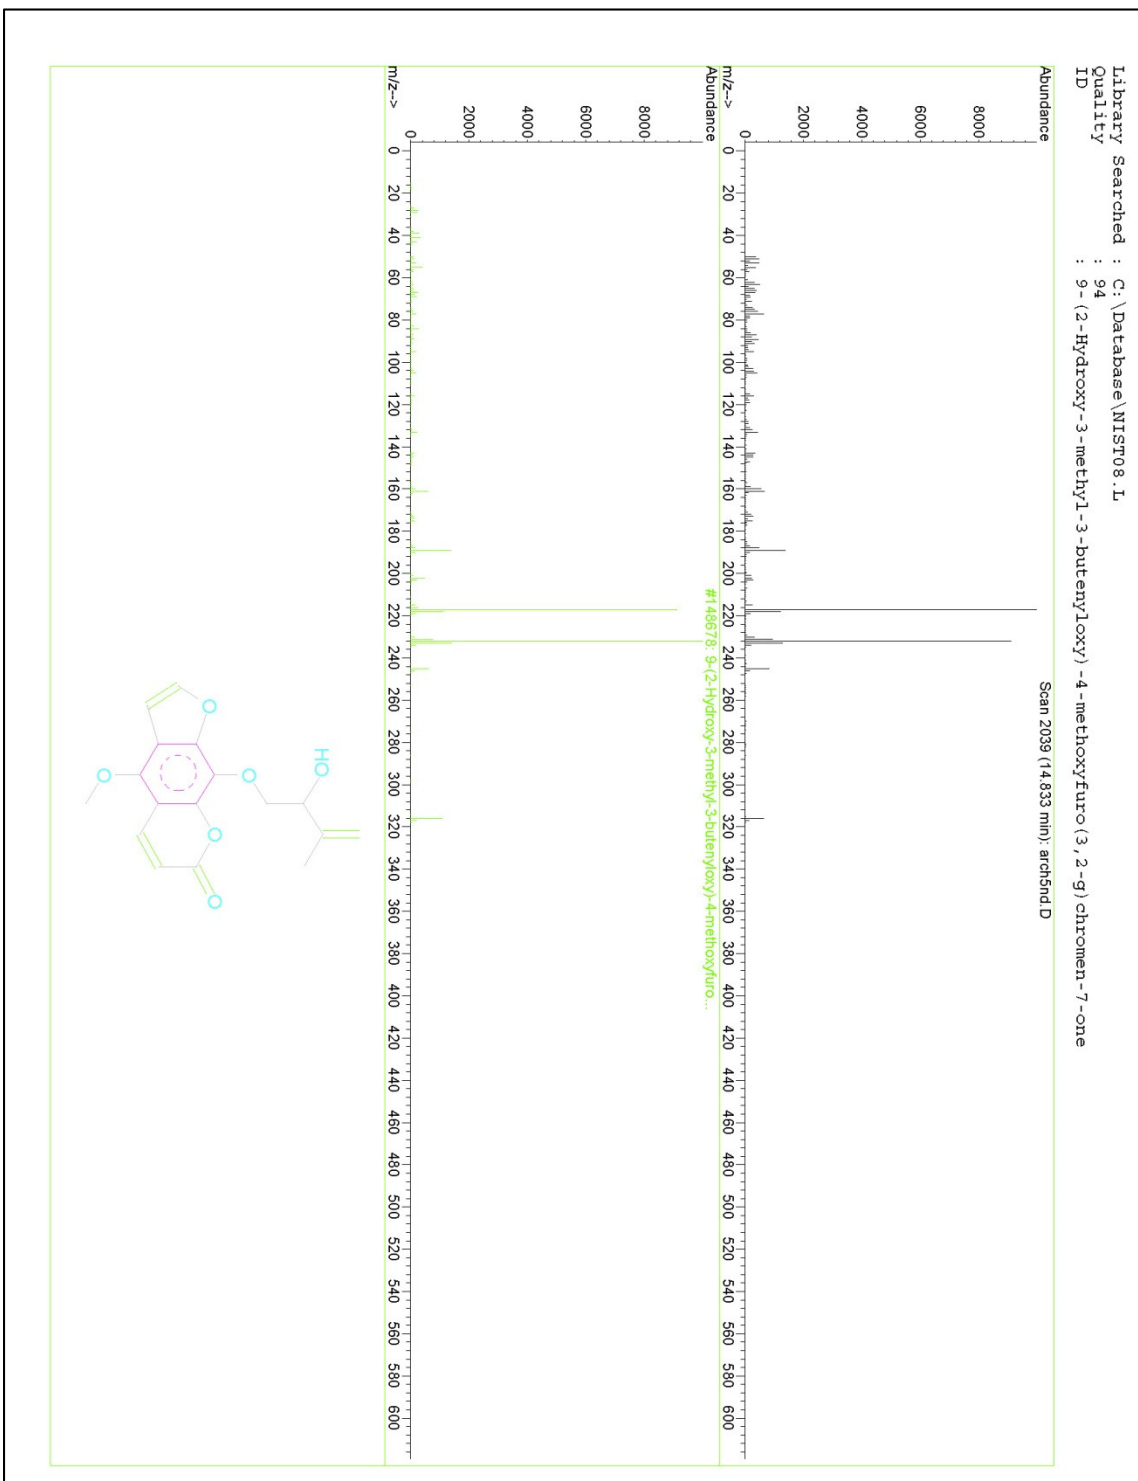 Library Searched : C:\Database\NIST08.L
Quality : 94
ID : 9-(2-Hydroxy-3-methyl-3-butenyloxy)-4-methoxyfuro(3,2-g)chromen-7-one
Abundance
Scan 2039 (14.833 min): arch5nd.D
8000
6000
4000
2000
0
0 20 40 60 80 100 120 140 160 180 200 220 240 260 280 300 320 340 360 380 400 420 440 460 480 500 520 540 560 580 600
m/z-->
Abundance
#148678: 9-(2-Hydroxy-3-methyl-3-butenyloxy)-4-methoxyfuro...
8000
6000
4000
2000
0
0 20 40 60 80 100 120 140 160 180 200 220 240 260 280 300 320 340 360 380 400 420 440 460 480 500 520 540 560 580 600
m/z-->
HO
O
O
O
O
O